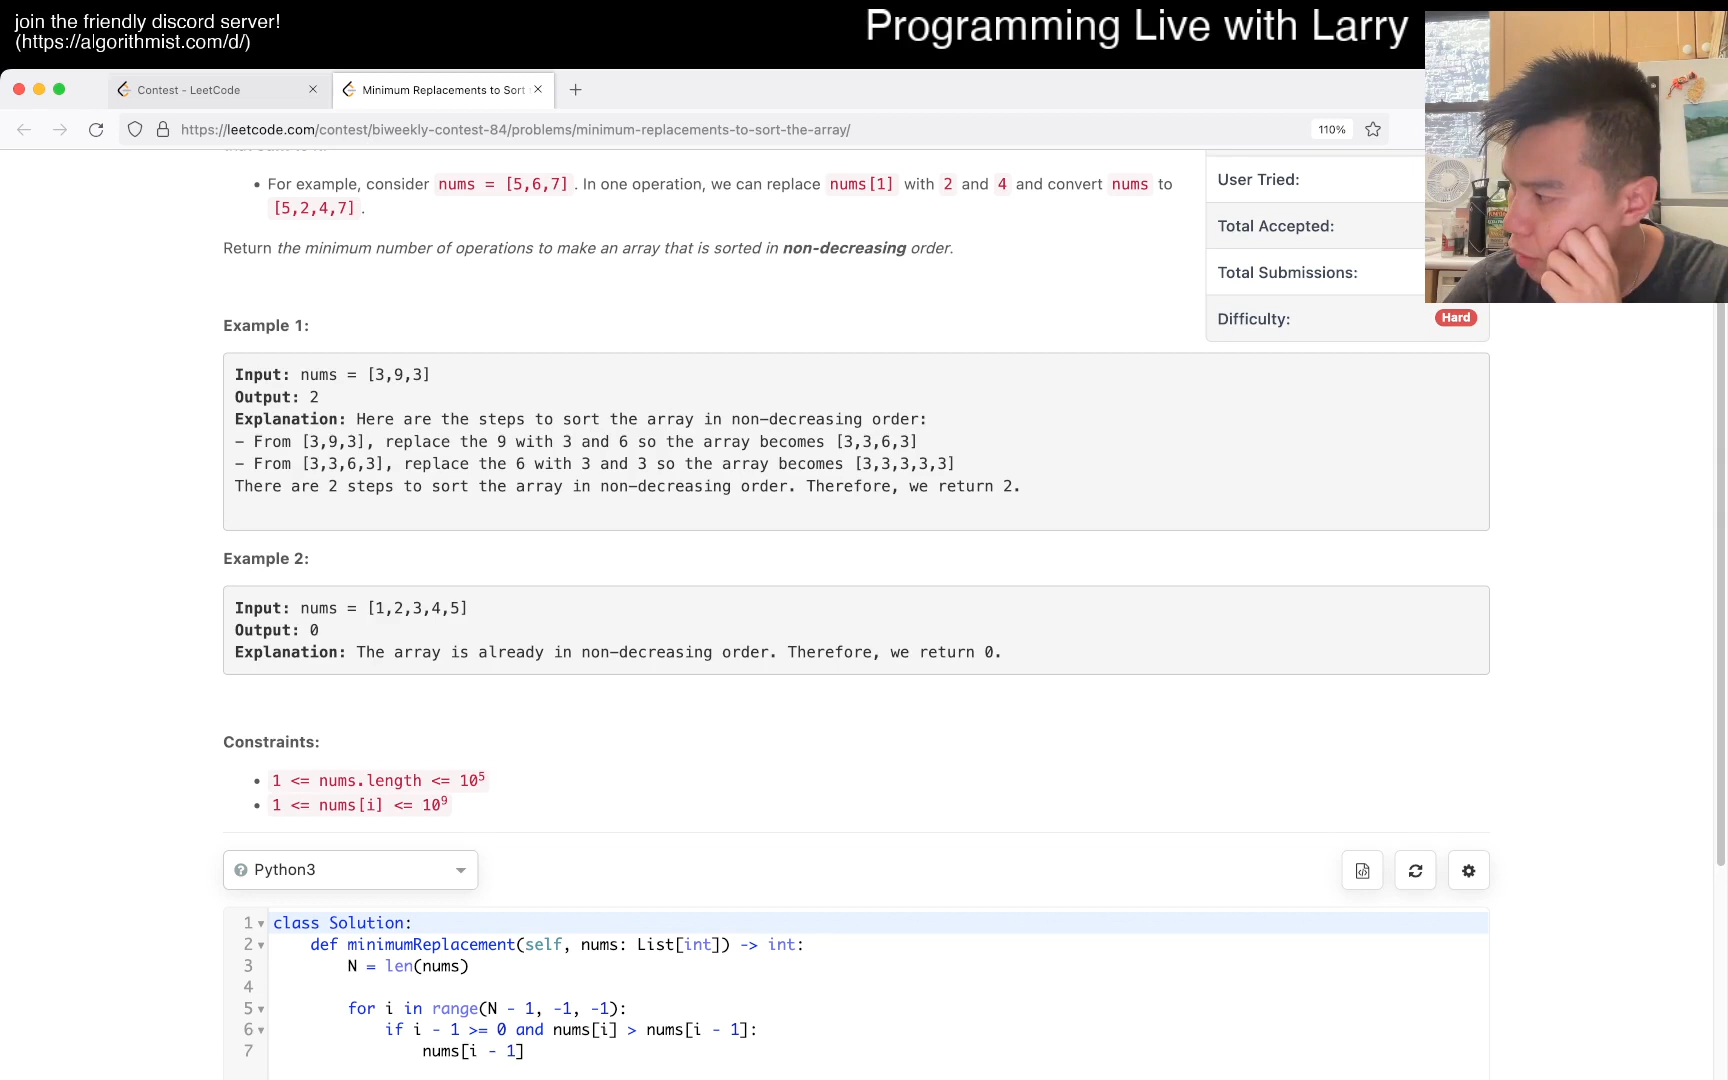 join the friendly discord server!
(https://algorithmist.com/d/)
Programming Live with Larry
Contest - LeetCode
Minimum Replacements to Sort
https://leetcode.com/contest/biweekly-contest-84/problems/minimum-replacements-to-sort-the-array/
110%
• For example, consider nums = [5,6,7]. In one operation, we can replace nums[1] with 2 and 4 and convert nums to
[5,2,4,7].
Return the minimum number of operations to make an array that is sorted in non-decreasing order.
User Tried:
Total Accepted:
Total Submissions:
Difficulty:
Hard
Example 1:
Input: nums = [3,9,3]
Output: 2
Explanation: Here are the steps to sort the array in non-decreasing order:
- From [3,9,3], replace the 9 with 3 and 6 so the array becomes [3,3,6,3]
- From [3,3,6,3], replace the 6 with 3 and 3 so the array becomes [3,3,3,3,3]
There are 2 steps to sort the array in non-decreasing order. Therefore, we return 2.
Example 2:
Input: nums = [1,2,3,4,5]
Output: 0
Explanation: The array is already in non-decreasing order. Therefore, we return 0.
Constraints:
• 1 <= nums.length <= 10⁵
• 1 <= nums[i] <= 10⁹
Python3
1 class Solution:
2 def minimumReplacement(self, nums: List[int]) -> int:
3 N = len(nums)
4
5 for i in range(N - 1, -1, -1):
6 if i - 1 >= 0 and nums[i] > nums[i - 1]:
7 nums[i - 1]